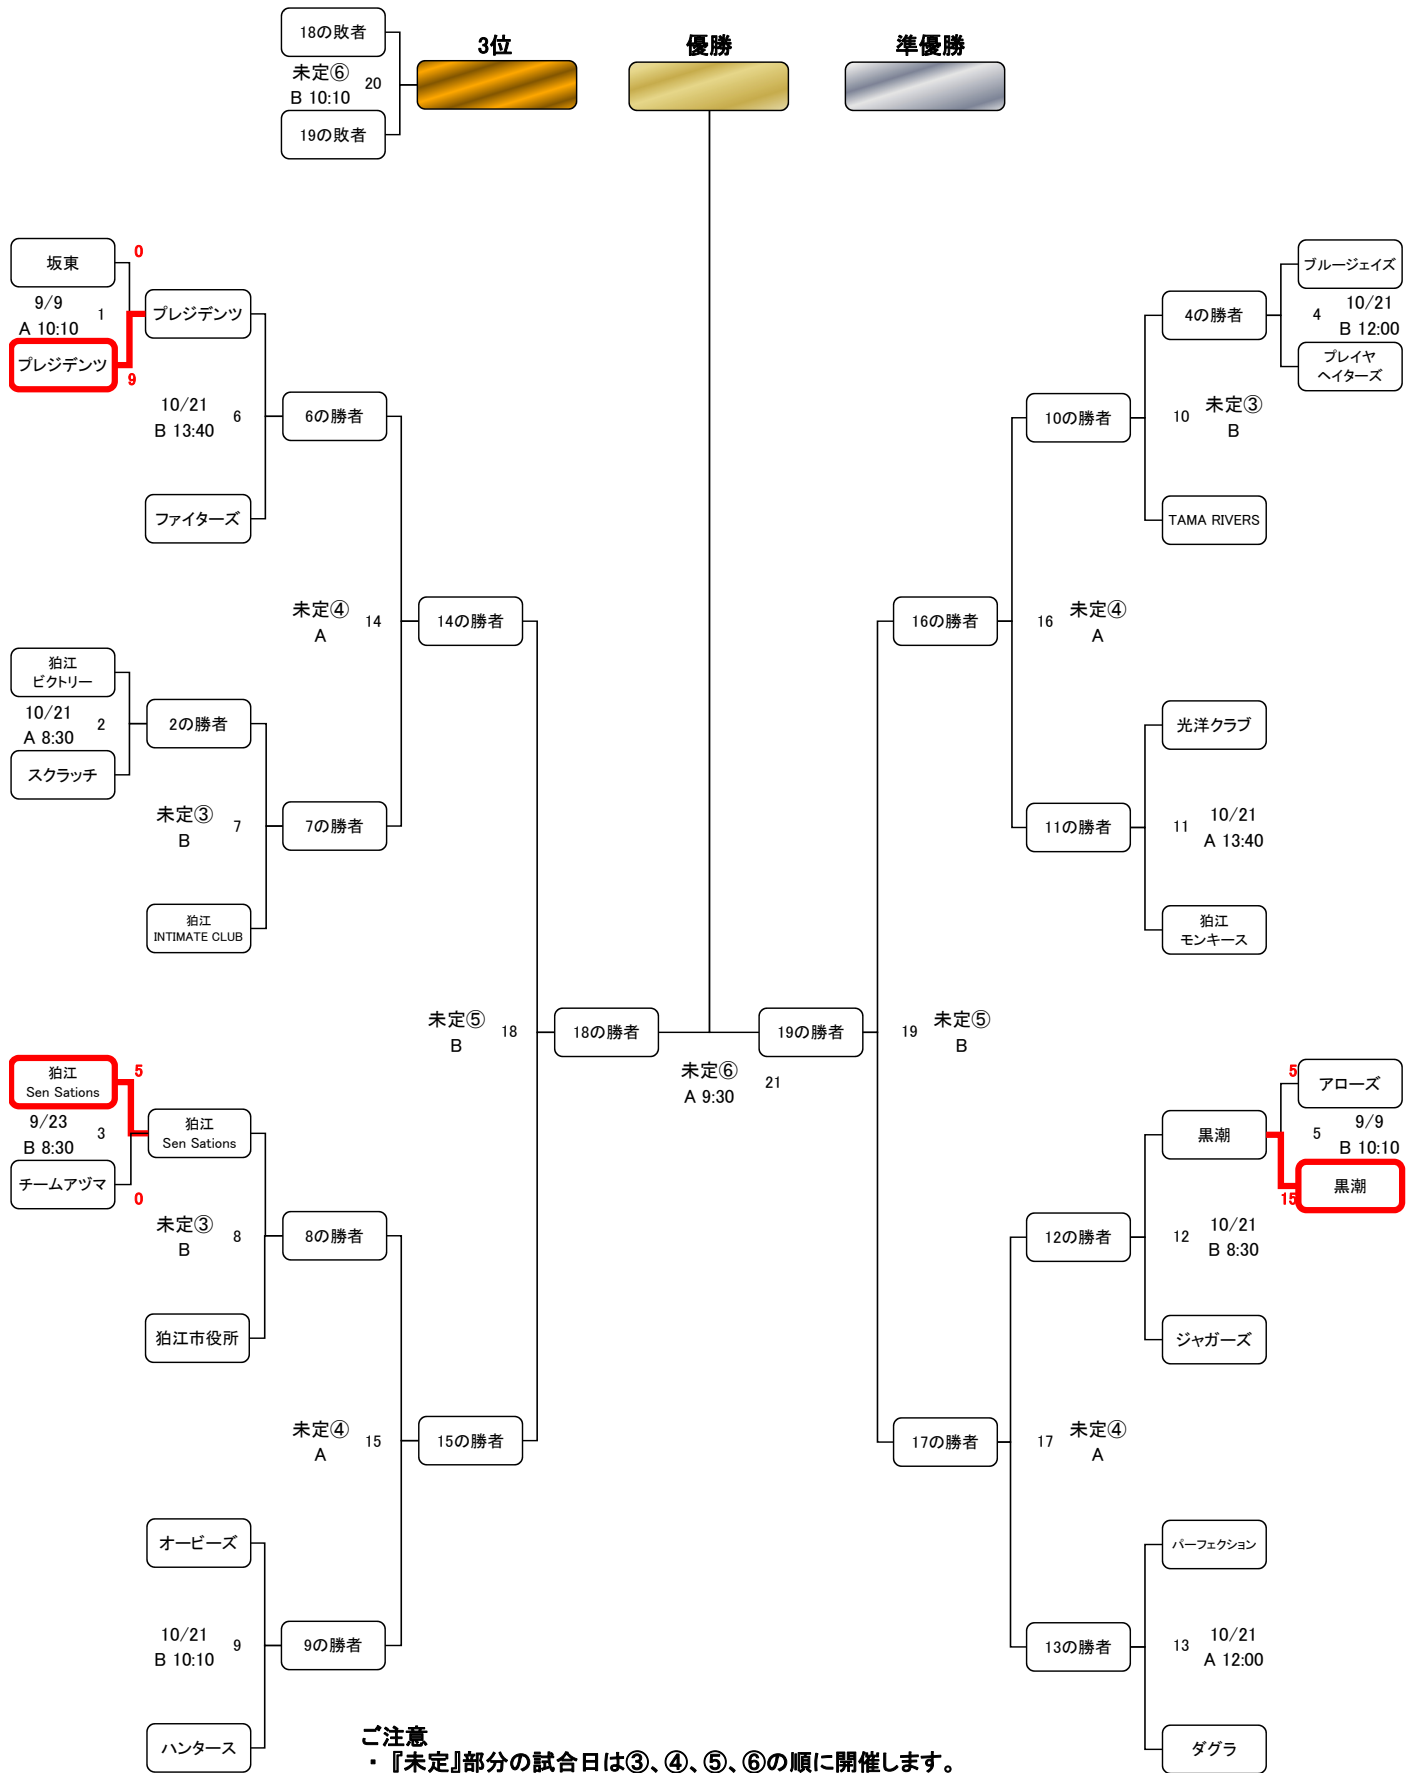 18の敗者
未定⑥
20
B 10:10
19の敗者
3位
優勝
準優勝
坂東
0
9/9
1
A 10:10
プレジデンツ
9
プレジデンツ
10/21
6
B 13:40
6の勝者
ファイターズ
未定④
14
A
14の勝者
狛江
ビクトリー
10/21
2
A 8:30
スクラッチ
2の勝者
未定③
7
B
7の勝者
狛江
INTIMATE CLUB
未定⑤
18
B
18の勝者
狛江
Sen Sations
5
9/23
3
B 8:30
チームアヅマ
0
狛江
Sen Sations
未定③
8
B
8の勝者
狛江市役所
未定④
15
A
15の勝者
オービーズ
10/21
9
B 10:10
9の勝者
ハンタース
未定⑥
21
A 9:30
ブルージェイズ
4
10/21
B 12:00
プレイヤ
ヘイターズ
4の勝者
10
未定③
B
10の勝者
TAMA RIVERS
16
未定④
A
16の勝者
光洋クラブ
11
10/21
A 13:40
11の勝者
狛江
モンキース
19の勝者
19
未定⑤
B
5
アローズ
5
9/9
B 10:10
15
黒潮
黒潮
12
10/21
B 8:30
12の勝者
ジャガーズ
17
未定④
A
17の勝者
パーフェクション
13
10/21
A 12:00
13の勝者
ダグラ
ご注意
・『未定』部分の試合日は③、④、⑤、⑥の順に開催します。